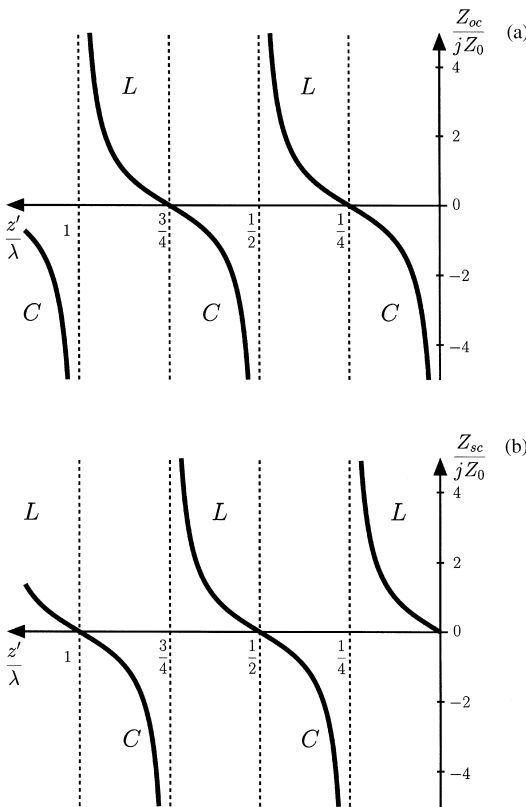 Z_oc / jZ_0 (a)
4
L L
2
0
z' / λ 1 3/4 1/2 1/4
−2
C C C
−4
Z_sc / jZ_0 (b)
4
L L L
2
0
z' / λ 1 3/4 1/2 1/4
−2
C C
−4